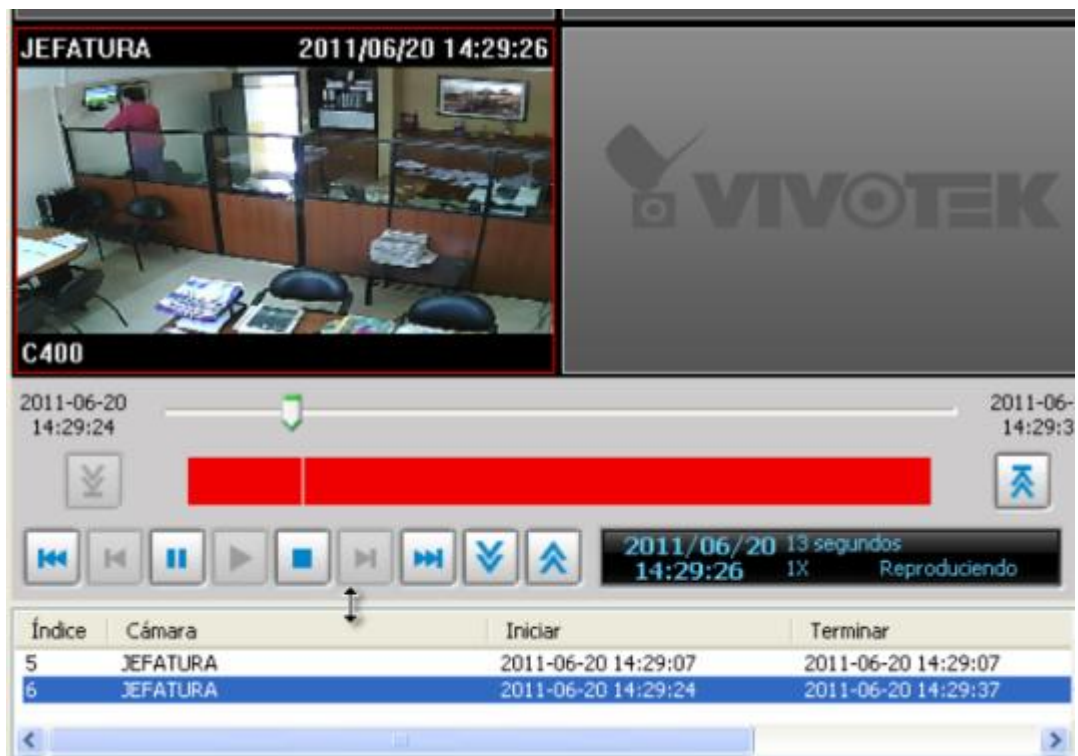 JEFATURA 2011/06/20 14:29:26
VIVOTEK
C400
2011-06-20
14:29:24
2011-06-
14:29:3
2011/06/20 13 segundos
14:29:26 1X Reproduciendo
Índice Cámara Iniciar Terminar
5 JEFATURA 2011-06-20 14:29:07 2011-06-20 14:29:07
6 JEFATURA 2011-06-20 14:29:24 2011-06-20 14:29:37